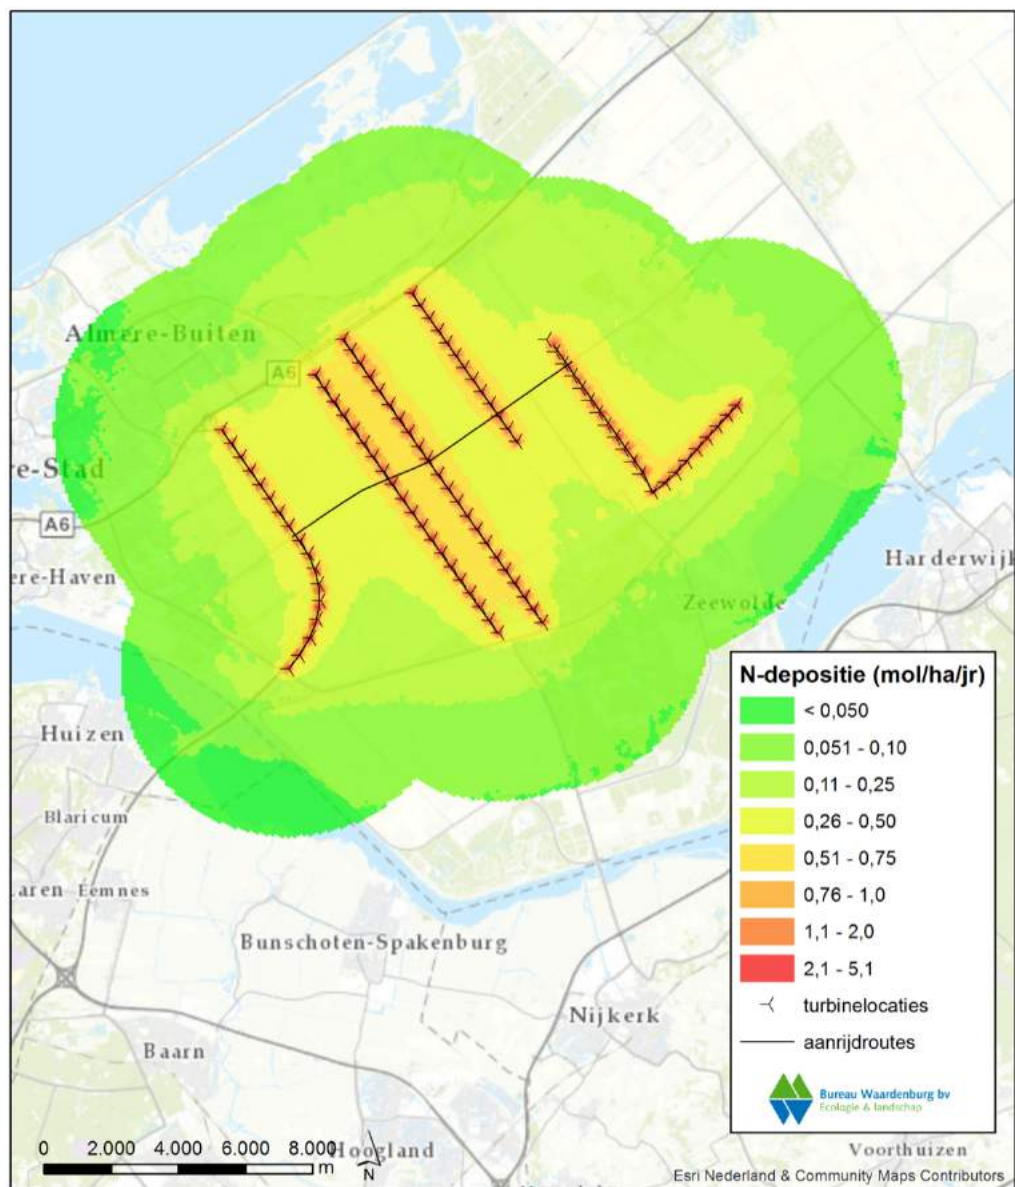 Almere-Buiten
A6
re-Stad
A6
ere-Haven
Harderwijk
Zeewolde
Huizen
Blaricum
aren Eemnes
Bunschoten-Spakenburg
Nijkerk
Baarn
Hoogland
Voorthuizen
N-depositie (mol/ha/jr)
< 0,050
0,051 - 0,10
0,11 - 0,25
0,26 - 0,50
0,51 - 0,75
0,76 - 1,0
1,1 - 2,0
2,1 - 5,1
turbinelocaties
aanrijdroutes
Bureau Waardenburg bv
Ecologie & landschap
0 2.000 4.000 6.000 8.000
m
N
Esri Nederland & Community Maps Contributors